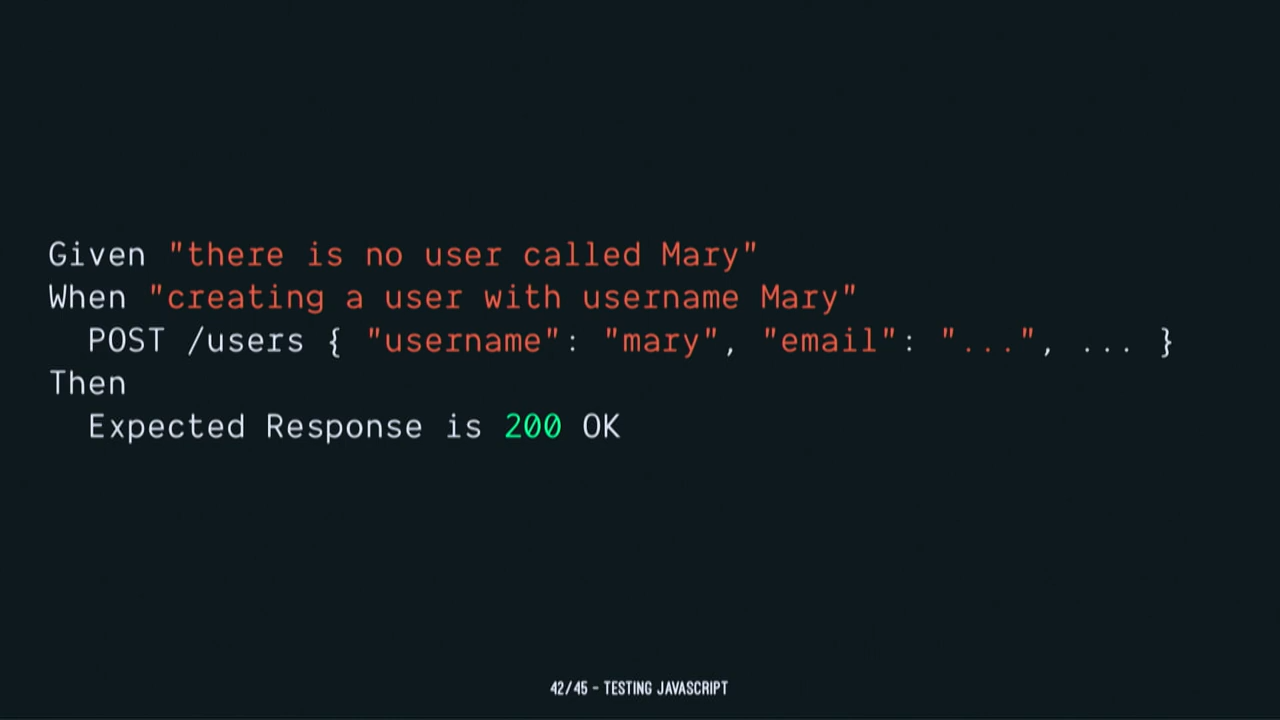 Given "there is no user called Mary"
When "creating a user with username Mary"
  POST /users { "username": "mary", "email": "...", ... }
Then
  Expected Response is 200 OK
42/45 - TESTING JAVASCRIPT